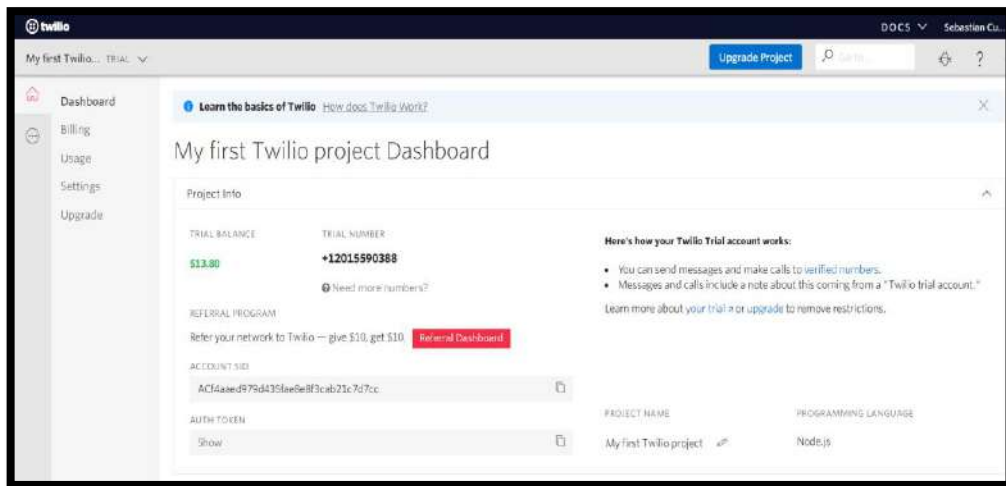 twilio
DOCS
Sebastian Cu...
My first Twilio... TRIAL
Upgrade Project
Dashboard
Billing
Usage
Settings
Upgrade
Learn the basics of Twilio How does Twilio Work?
My first Twilio project Dashboard
Project Info
TRIAL BALANCE
TRIAL NUMBER
$13.80
+12015590388
Need more numbers?
REFERRAL PROGRAM
Refer your network to Twilio — give $10, get $10.
Referral Dashboard
ACCOUNT SID
AUTH TOKEN
Show
Here's how your Twilio Trial account works:
You can send messages and make calls to verified numbers.
Messages and calls include a note about this coming from a "Twilio trial account."
Learn more about your trial or upgrade to remove restrictions.
PROJECT NAME
PROGRAMMING LANGUAGE
My first Twilio project
Node.js